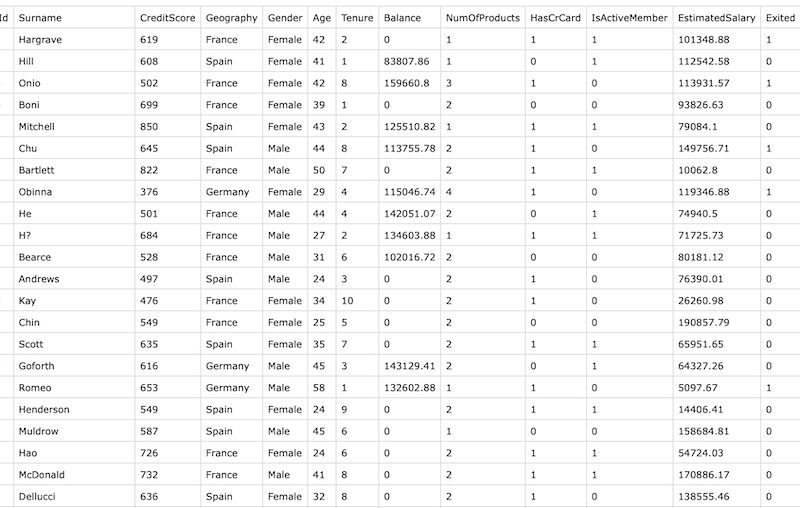 Id Surname CreditScore Geography Gender Age Tenure Balance NumOfProducts HasCrCard IsActiveMember EstimatedSalary Exited
Hargrave 619 France Female 42 2 0 1 1 1 101348.88 1
Hill 608 Spain Female 41 1 83807.86 1 0 1 112542.58 0
Onio 502 France Female 42 8 159660.8 3 1 0 113931.57 1
Boni 699 France Female 39 1 0 2 0 0 93826.63 0
Mitchell 850 Spain Female 43 2 125510.82 1 1 1 79084.1 0
Chu 645 Spain Male 44 8 113755.78 2 1 0 149756.71 1
Bartlett 822 France Male 50 7 0 2 1 1 10062.8 0
Obinna 376 Germany Female 29 4 115046.74 4 1 0 119346.88 1
He 501 France Male 44 4 142051.07 2 0 1 74940.5 0
H? 684 France Male 27 2 134603.88 1 1 1 71725.73 0
Bearce 528 France Male 31 6 102016.72 2 0 0 80181.12 0
Andrews 497 Spain Male 24 3 0 2 1 0 76390.01 0
Kay 476 France Female 34 10 0 2 1 0 26260.98 0
Chin 549 France Female 25 5 0 2 0 0 190857.79 0
Scott 635 Spain Female 35 7 0 2 1 1 65951.65 0
Goforth 616 Germany Male 45 3 143129.41 2 0 1 64327.26 0
Romeo 653 Germany Male 58 1 132602.88 1 1 0 5097.67 1
Henderson 549 Spain Female 24 9 0 2 1 1 14406.41 0
Muldrow 587 Spain Male 45 6 0 1 0 0 158684.81 0
Hao 726 France Female 24 6 0 2 1 1 54724.03 0
McDonald 732 France Male 41 8 0 2 1 1 170886.17 0
Dellucci 636 Spain Female 32 8 0 2 1 0 138555.46 0